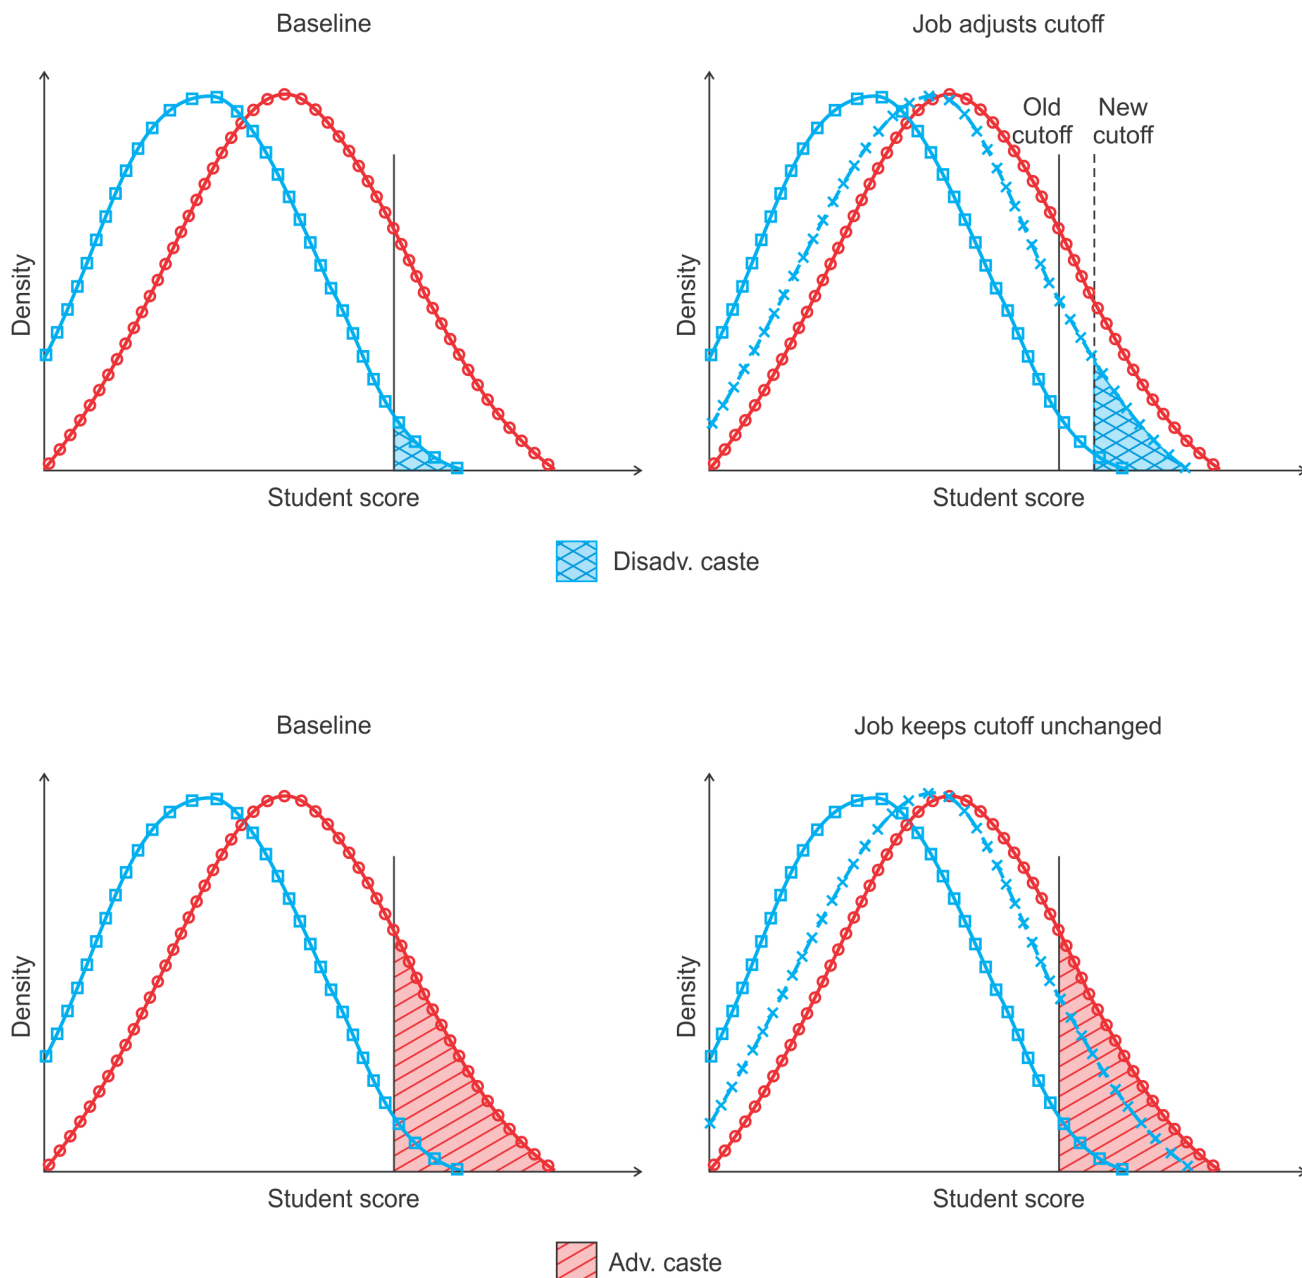 Baseline
Job adjusts cutoff
Old
cutoff
New
cutoff
Density
Density
Student score
Student score
Disadv. caste
Baseline
Job keeps cutoff unchanged
Density
Density
Student score
Student score
Adv. caste